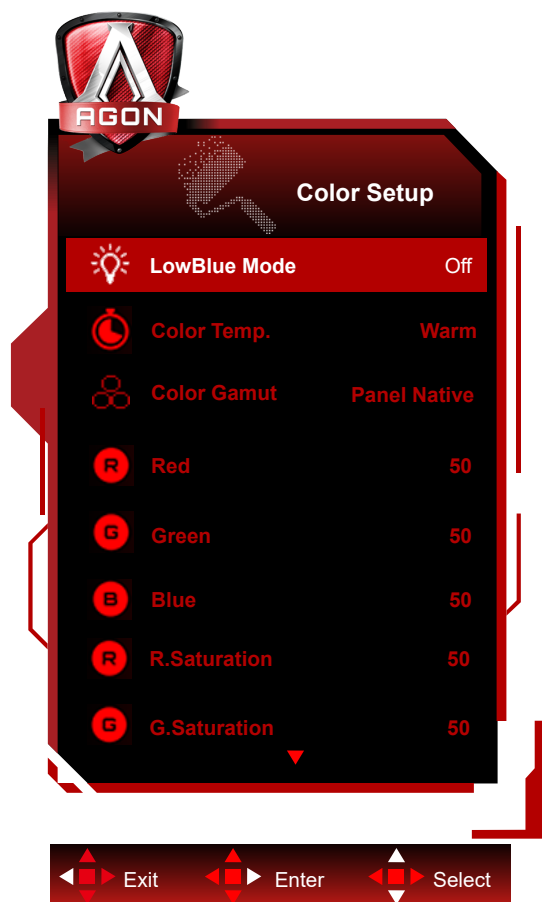 AGON
Color Setup
LowBlue Mode Off
Color Temp. Warm
Color Gamut Panel Native
R Red 50
G Green 50
B Blue 50
R R.Saturation 50
G G.Saturation 50
Exit Enter Select